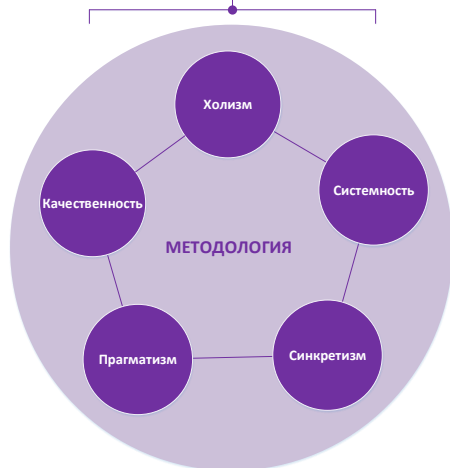 Холизм
Системность
Качественность
МЕТОДОЛОГИЯ
Прагматизм
Синкретизм